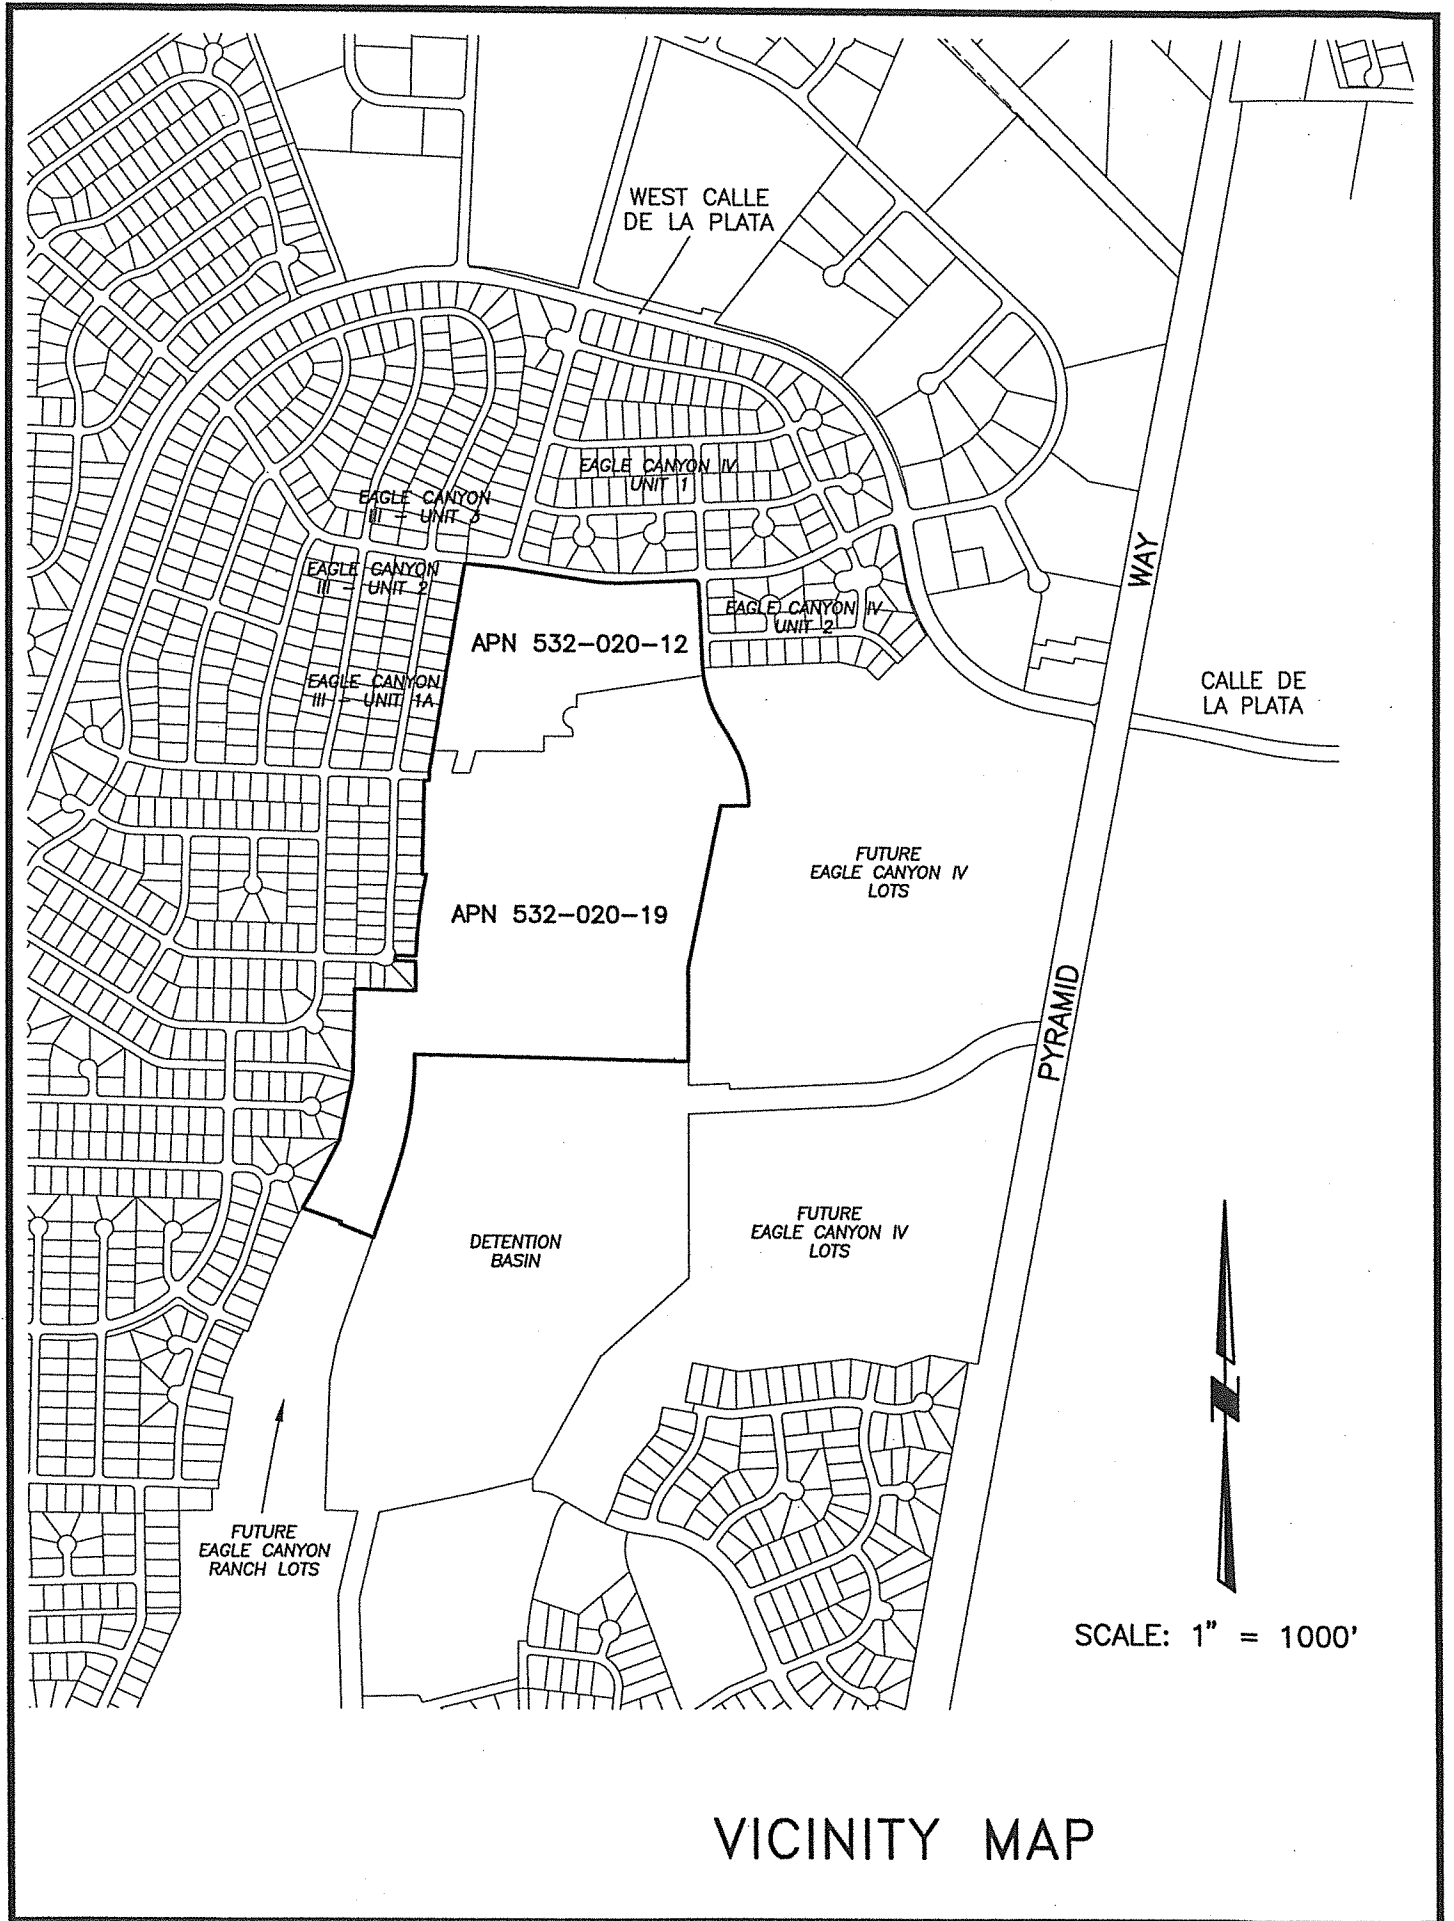 WEST CALLE
DE LA PLATA
EAGLE CANYON IV
UNIT 1
EAGLE CANYON
III - UNIT 3
EAGLE CANYON
III - UNIT 2
EAGLE CANYON IV
UNIT 2
APN 532-020-12
EAGLE CANYON
III - UNIT 1A
WAY
CALLE DE
LA PLATA
FUTURE
EAGLE CANYON IV
LOTS
APN 532-020-19
PYRAMID
DETENTION
BASIN
FUTURE
EAGLE CANYON IV
LOTS
FUTURE
EAGLE CANYON
RANCH LOTS
N
SCALE: 1" = 1000'
VICINITY MAP